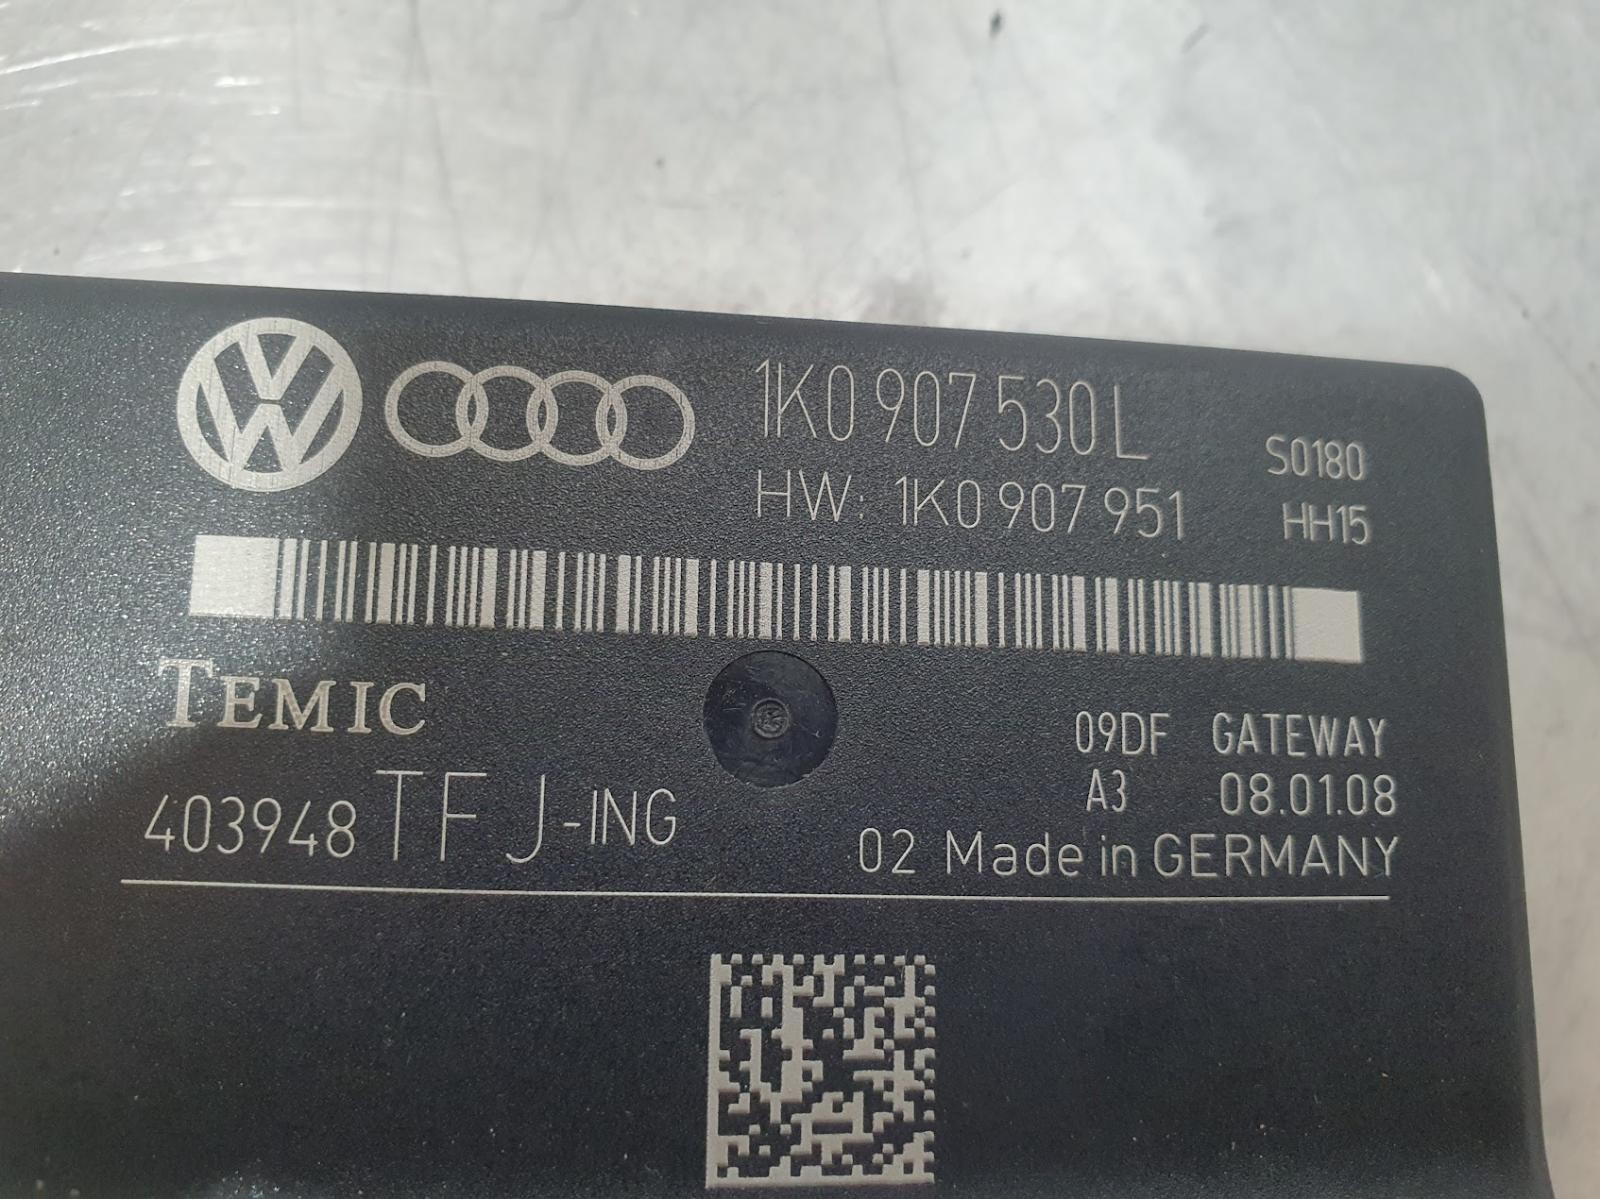 1K0 907 530 L
S0180
HW: 1K0 907 951
HH15
TEMIC
09DF GATEWAY
A3 08.01.08
403948 TFJ-ING
02 Made in GERMANY